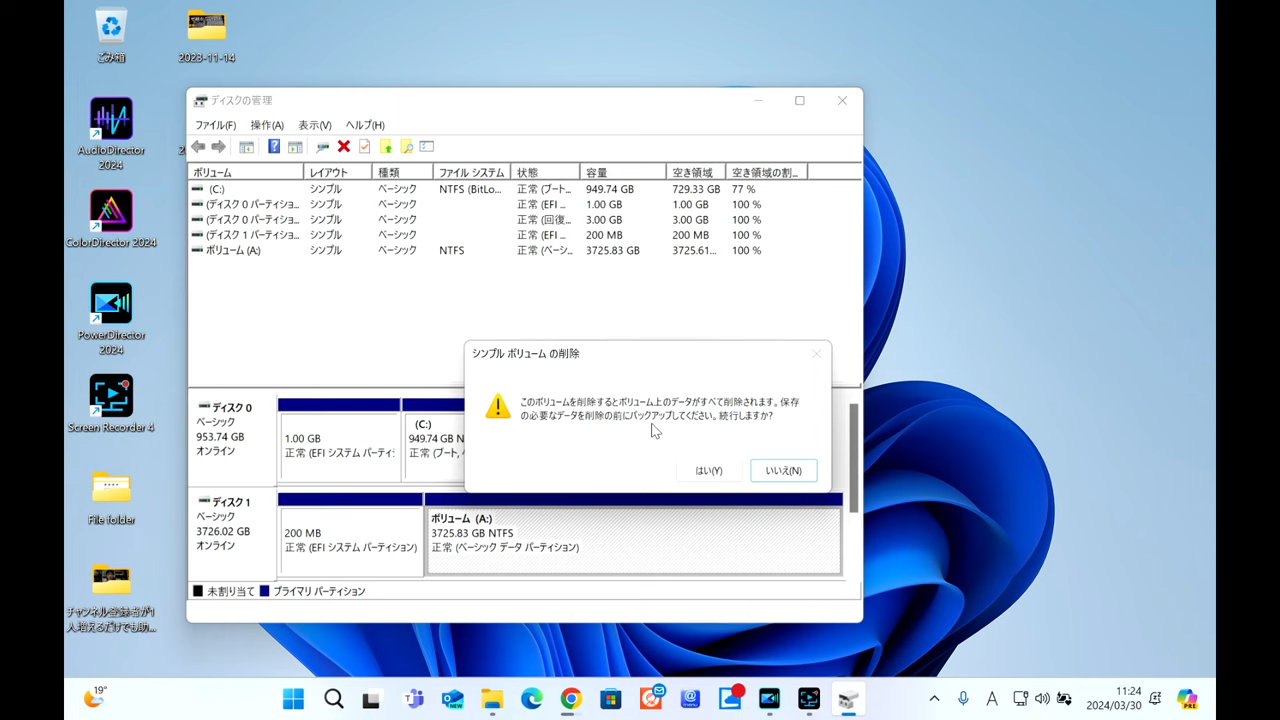 ごみ箱
2023-11-14
AudioDirector
2024
ColorDirector 2024
PowerDirector
2024
Screen Recorder 4
File folder
チャンネル登録者が1
人増えるだけでも助...
ディスクの管理
ファイル(F) 操作(A) 表示(V) ヘルプ(H)
ボリューム レイアウト 種類 ファイル システム 状態 容量 空き領域 空き領域の割...
(C:) シンプル ベーシック NTFS (BitLo... 正常 (ブート... 949.74 GB 729.33 GB 77 %
(ディスク 0 パーティショ... シンプル ベーシック 正常 (EFI ... 1.00 GB 1.00 GB 100 %
(ディスク 0 パーティショ... シンプル ベーシック 正常 (回復... 3.00 GB 3.00 GB 100 %
(ディスク 1 パーティショ... シンプル ベーシック 正常 (EFI ... 200 MB 200 MB 100 %
ボリューム (A:) シンプル ベーシック NTFS 正常 (ベーシ... 3725.83 GB 3725.61... 100 %
シンプル ボリューム の削除
このボリュームを削除するとボリューム上のデータがすべて削除されます。保存
の必要なデータを削除の前にバックアップしてください。続行しますか?
はい(Y) いいえ(N)
ディスク 0
ベーシック
953.74 GB
オンライン
1.00 GB
正常 (EFI システム パーティ
(C:)
949.74 GB N
正常 (ブート,
ディスク 1
ベーシック
3726.02 GB
オンライン
200 MB
正常 (EFI システム パーティション)
ボリューム (A:)
3725.83 GB NTFS
正常 (ベーシック データ パーティション)
未割り当て プライマリ パーティション
19°
NEW
A
11:24
2024/03/30
PRE